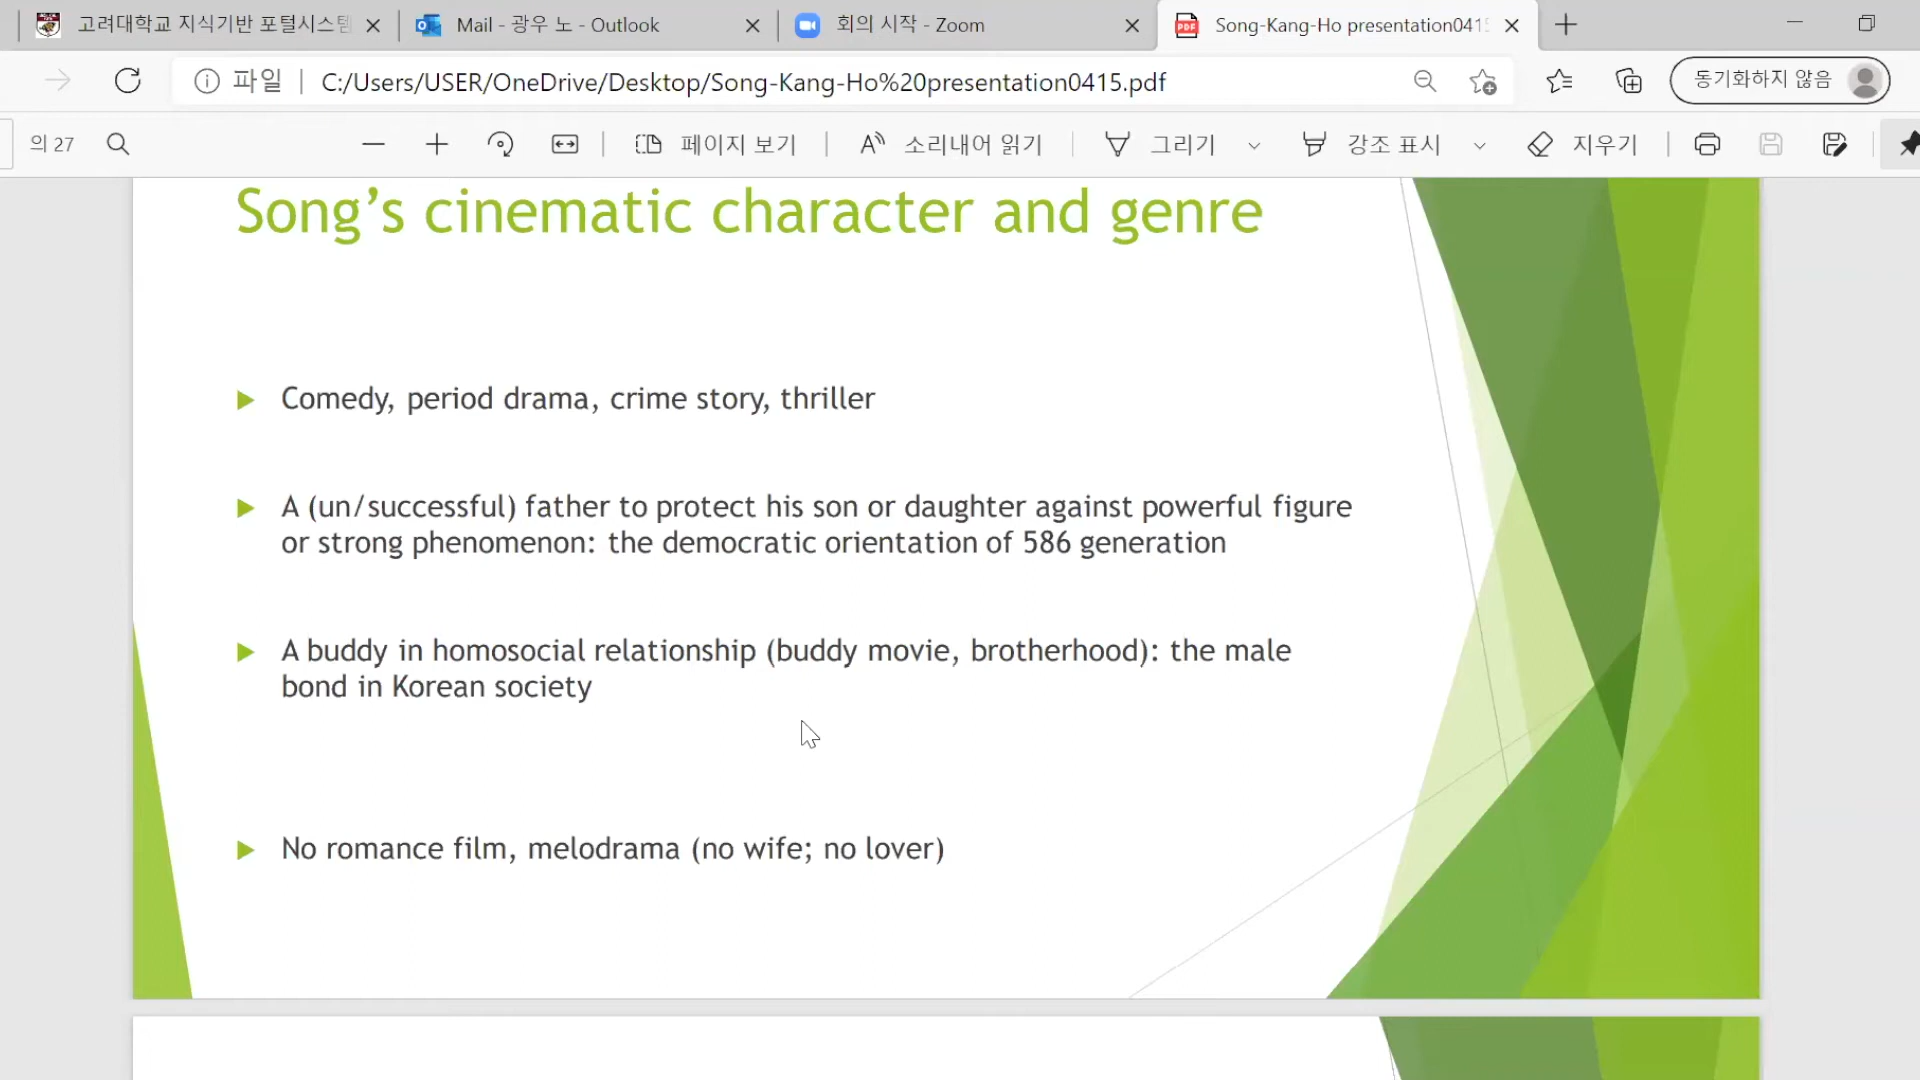 고려대학교 지식기반 포털시스템
Mail - 광우 노 - Outlook
회의 시작 - Zoom
Song-Kang-Ho presentation0415
파일
C:/Users/USER/OneDrive/Desktop/Song-Kang-Ho%20presentation0415.pdf
동기화하지 않음
의 27
페이지 보기
소리내어 읽기
그리기
강조 표시
지우기
Song's cinematic character and genre
Comedy, period drama, crime story, thriller
A (un/successful) father to protect his son or daughter against powerful figure
or strong phenomenon: the democratic orientation of 586 generation
A buddy in homosocial relationship (buddy movie, brotherhood): the male
bond in Korean society
No romance film, melodrama (no wife; no lover)